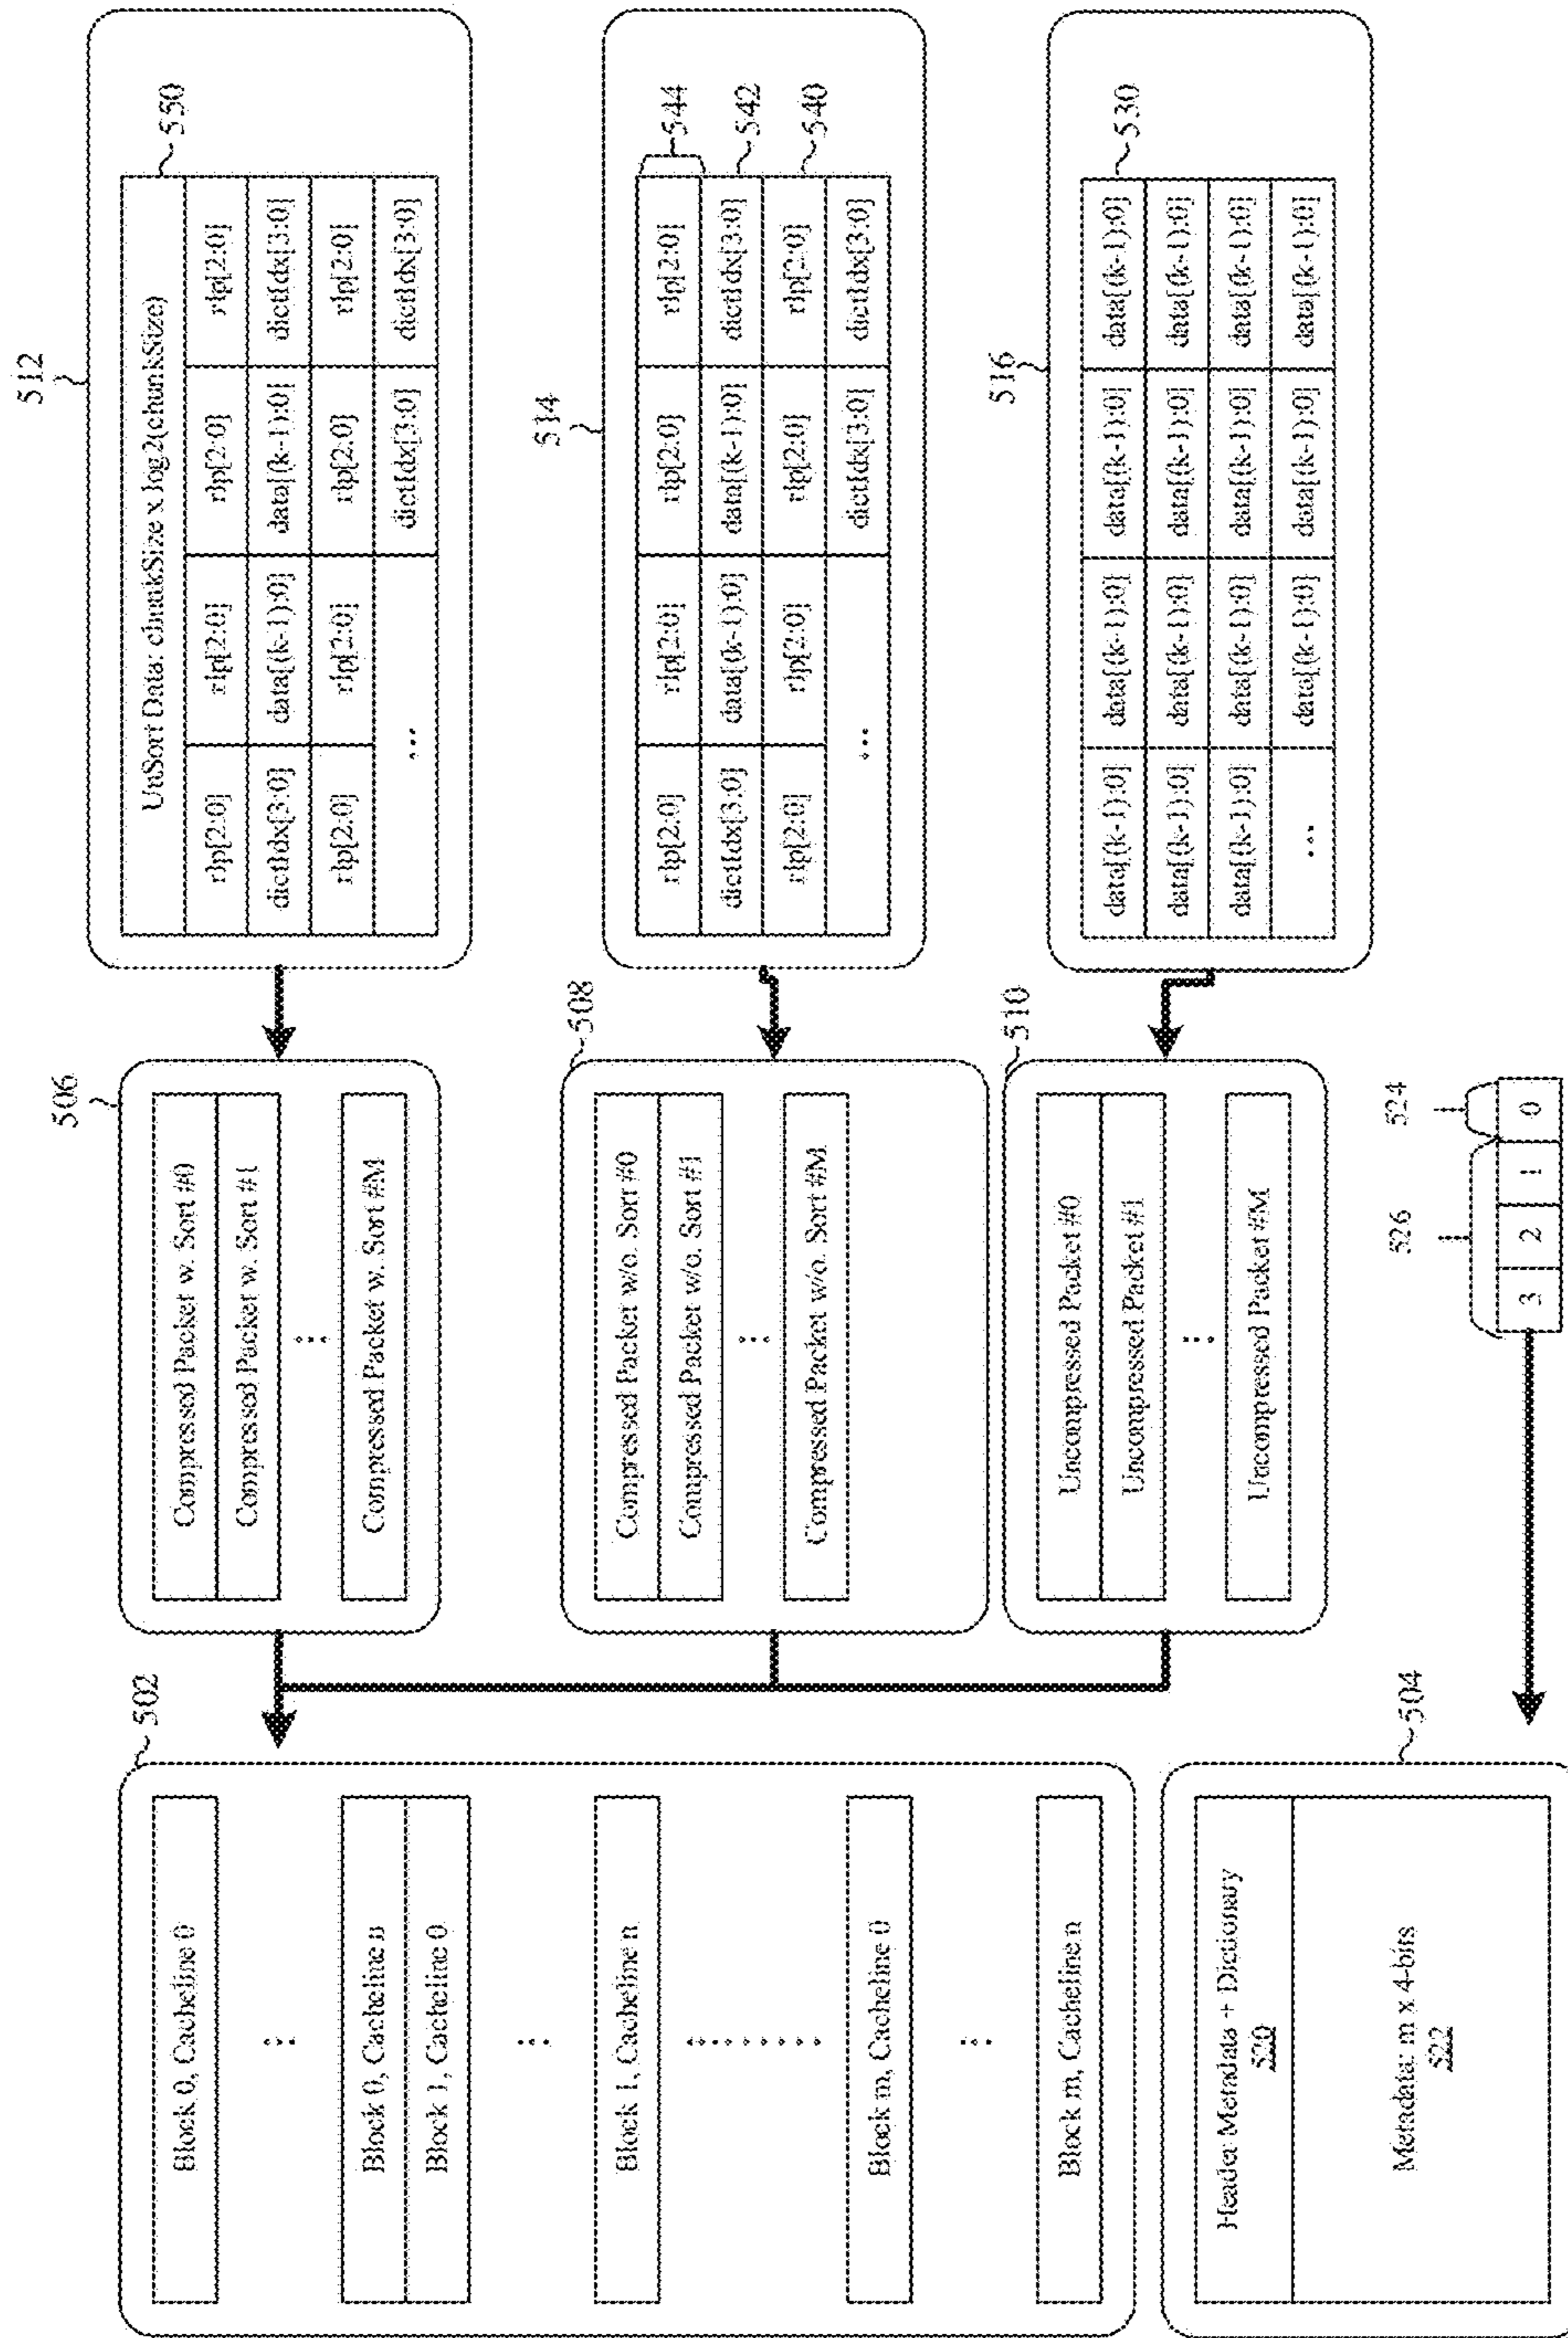 502
Block 0, Cacheline 0
Block 0, Cacheline n
Block 1, Cacheline 0
Block 1, Cacheline n
Block m, Cacheline 0
Block m, Cacheline n
504
Header Metadata + Dictionary
520
Metadata: m x 4-bits
522
506
Compressed Packet w. Sort #0
Compressed Packet w. Sort #1
Compressed Packet w. Sort #M
508
Compressed Packet w/o. Sort #0
Compressed Packet w/o. Sort #1
Compressed Packet w/o. Sort #M
510
Uncompressed Packet #0
Uncompressed Packet #1
Uncompressed Packet #M
526 524
3 2 1 0
512
550
UnSort Data: chunkSize x log2(chunkSize)
rlp[2:0] rlp[2:0] rlp[2:0] rlp[2:0]
dictIdx[3:0] data[(k-1):0] data[(k-1):0] dictIdx[3:0]
rlp[2:0] rlp[2:0] rlp[2:0] rlp[2:0]
... dictIdx[3:0] dictIdx[3:0]
514
544
542
540
rlp[2:0] rlp[2:0] rlp[2:0] rlp[2:0]
dictIdx[3:0] data[(k-1):0] data[(k-1):0] dictIdx[3:0]
rlp[2:0] rlp[2:0] rlp[2:0] rlp[2:0]
... dictIdx[3:0] dictIdx[3:0]
516
530
data[(k-1):0] data[(k-1):0] data[(k-1):0] data[(k-1):0]
data[(k-1):0] data[(k-1):0] data[(k-1):0] data[(k-1):0]
data[(k-1):0] data[(k-1):0] data[(k-1):0] data[(k-1):0]
... data[(k-1):0] data[(k-1):0] data[(k-1):0]